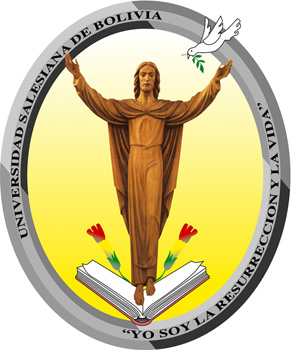 UNIVERSIDAD SALESIANA DE BOLIVIA
"YO SOY LA RESURRECCION Y LA VIDA"